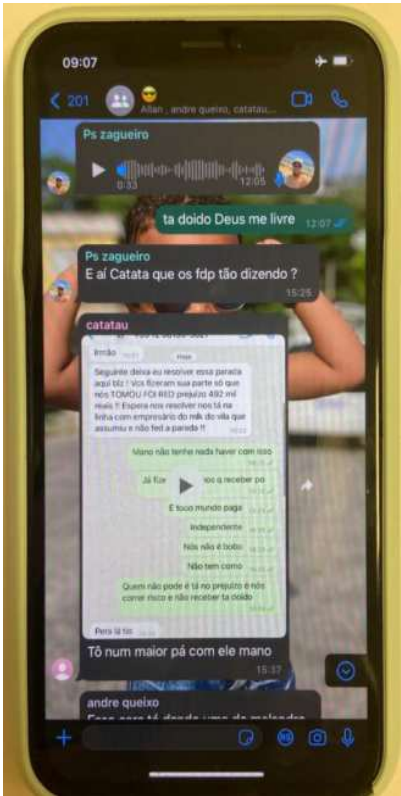 09:07
201
Allan , andre queixo, catatau,...
Ps zagueiro
0:33
12:05
ta doido Deus me livre 12:07
Ps zagueiro
E aí Catata que os fdp tão dizendo ?
15:25
catatau
Irmão
Hoje
Seguinte deixa eu resolver essa parada
aqui blz ! Vcs fizeram sua parte só que
nós TOMOU FOI RED prejuízo 492 mil
reais !! Espera nos resolver nos tá na
linha com empresário do mlk do vila que
assumiu e não fed a parada !!
Mano não tenho nada haver com isso
Já a receber po
E toco mundo paga
Independente
Nós não é bobo
Não tem como
Quem não pode é tá no prejuízo é nós
correr risco e não receber ta doido
Pera lá tio
Tô num maior pá com ele mano
15:37
andre queixo